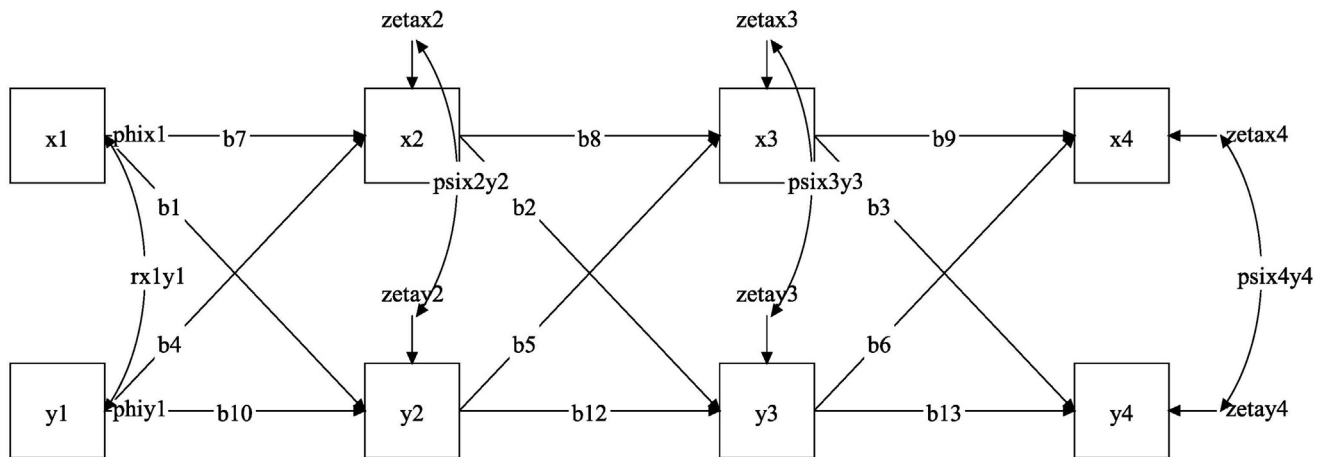 zetax2 zetax3
x1 phix1 b7 x2 b8 x3 b9 x4 zetax4
psix2y2 psix3y3
b1 b2 b3
rx1y1 psix4y4
zetay2 zetay3
b4 b5 b6
y1 phiy1 b10 y2 b12 y3 b13 y4 zetay4